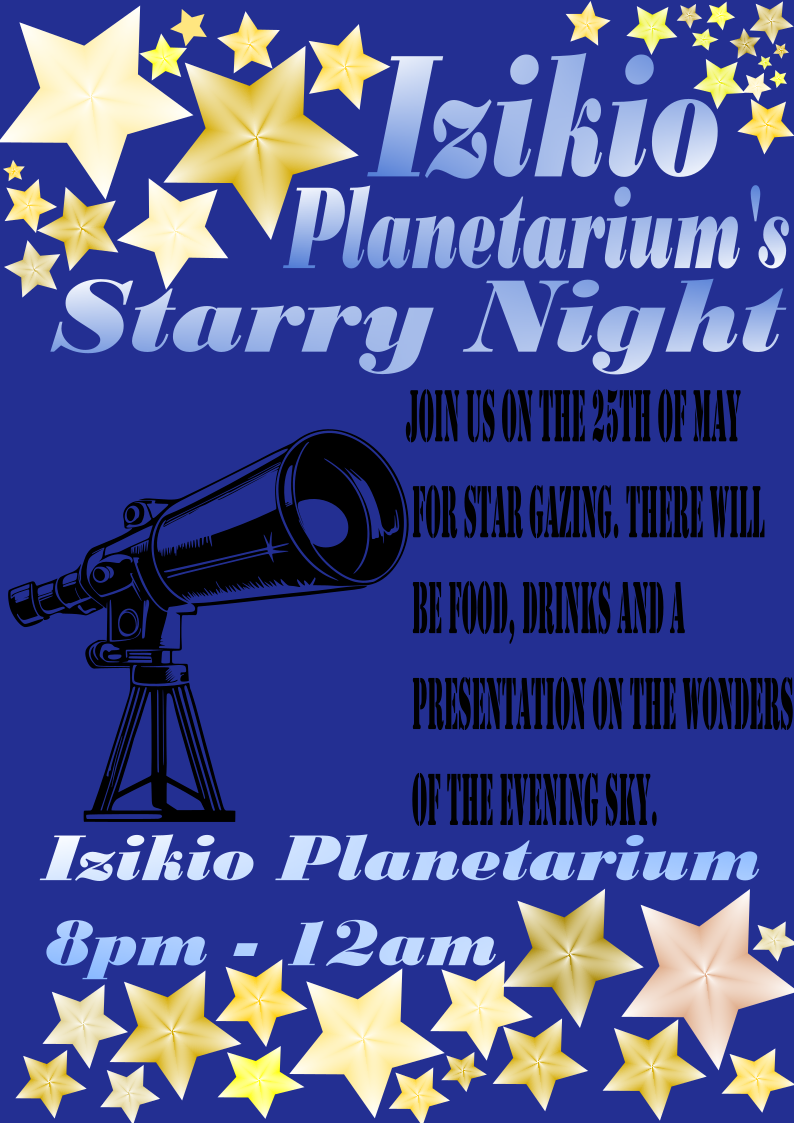 Izikio
Planetarium's
Starry Night
JOIN US ON THE 25TH OF MAY
FOR STAR GAZING. THERE WILL
BE FOOD, DRINKS AND A
PRESENTATION ON THE WONDERS
OF THE EVENING SKY.
Izikio Planetarium
8pm - 12am